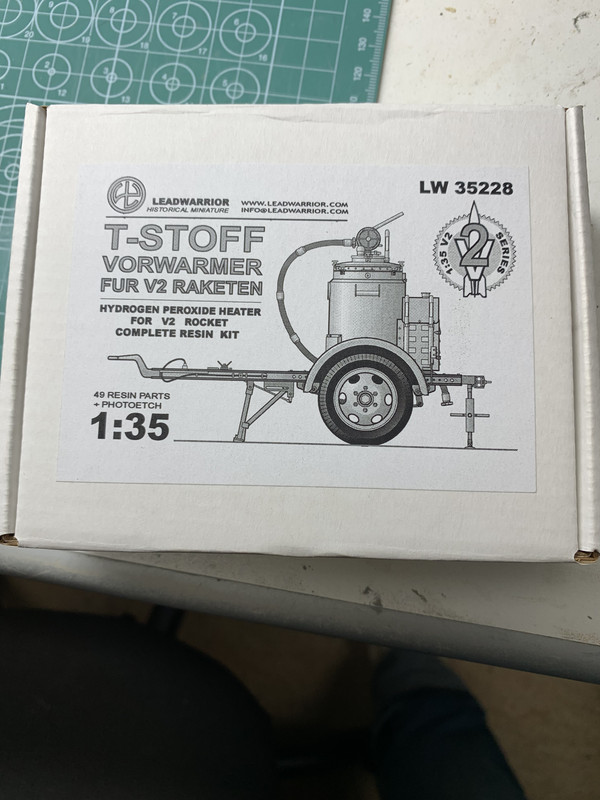 LW 35228
LEADWARRIOR
HISTORICAL MINIATURE
WWW.LEADWARRIOR.COM
INFO@LEADWARRIOR.COM
T-STOFF
VORWARMER
FUR V2 RAKETEN
HYDROGEN PEROXIDE HEATER
FOR V2 ROCKET
COMPLETE RESIN KIT
1:35 V2 SERIES
V2
49 RESIN PARTS
+ PHOTOETCH
1:35